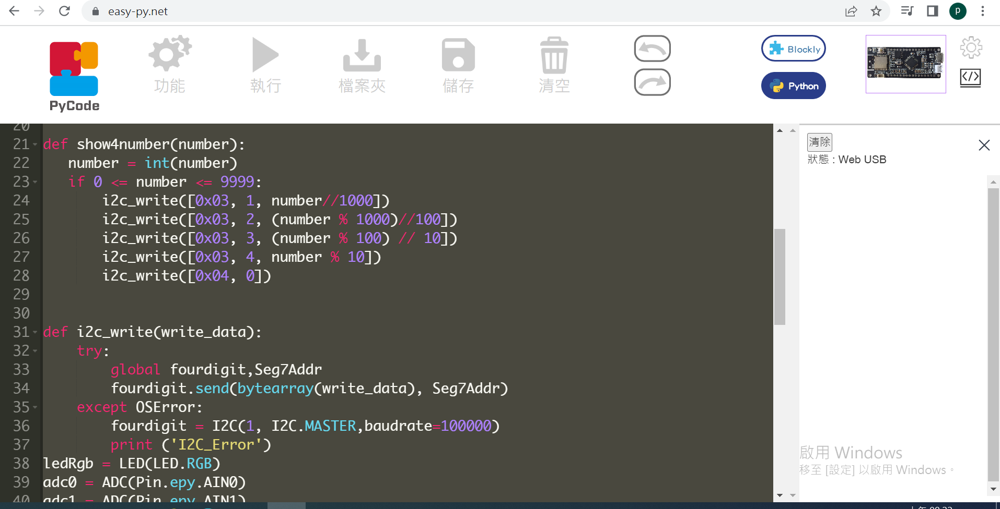 easy-py.net
p
PyCode
功能
執行
檔案夾
儲存
清空
Blockly
Python
20
21 def show4number(number):
22 number = int(number)
23 if 0 <= number <= 9999:
24 i2c_write([0x03, 1, number//1000])
25 i2c_write([0x03, 2, (number % 1000)//100])
26 i2c_write([0x03, 3, (number % 100) // 10])
27 i2c_write([0x03, 4, number % 10])
28 i2c_write([0x04, 0])
29
30
31 def i2c_write(write_data):
32 try:
33 global fourdigit,Seg7Addr
34 fourdigit.send(bytearray(write_data), Seg7Addr)
35 except OSError:
36 fourdigit = I2C(1, I2C.MASTER,baudrate=100000)
37 print ('I2C_Error')
38 ledRgb = LED(LED.RGB)
39 adc0 = ADC(Pin.epy.AIN0)
40 adc1 = ADC(Pin.epy.AIN1)
清除
狀態 : Web USB
啟用 Windows
移至 [設定] 以啟用 Windows。